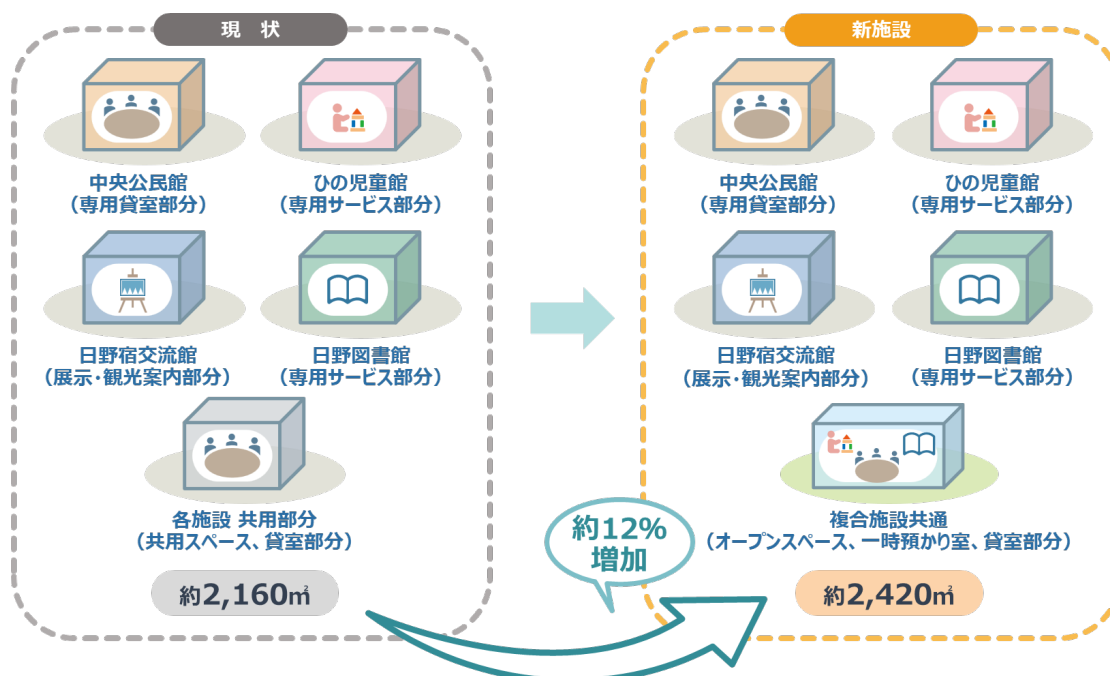 現 状
中央公民館
（専用貸室部分）
ひの児童館
（専用サービス部分）
日野宿交流館
（展示・観光案内部分）
日野図書館
（専用サービス部分）
各施設 共用部分
（共用スペース、貸室部分）
約2,160㎡
約12%
増加
新施設
中央公民館
（専用貸室部分）
ひの児童館
（専用サービス部分）
日野宿交流館
（展示・観光案内部分）
日野図書館
（専用サービス部分）
複合施設共通
（オープンスペース、一時預かり室、貸室部分）
約2,420㎡